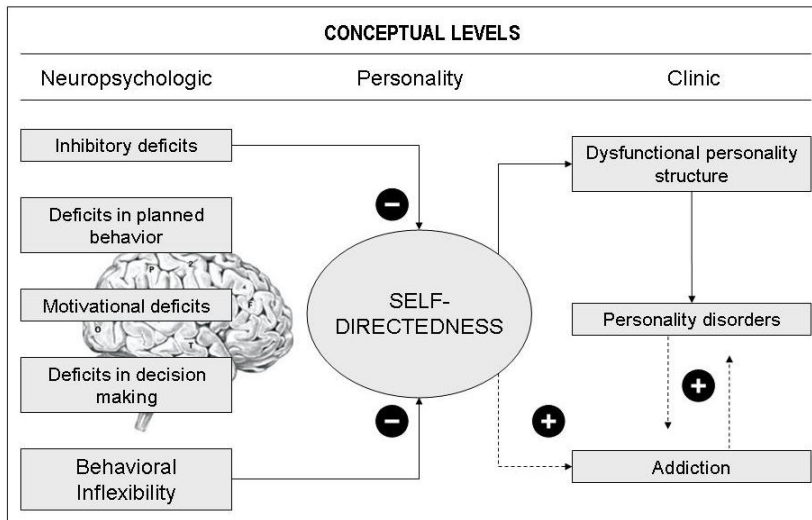 CONCEPTUAL LEVELS
Neuropsychologic
Personality
Clinic
Inhibitory deficits
Deficits in planned
behavior
Motivational deficits
Deficits in decision
making
Behavioral
Inflexibility
−
SELF-
DIRECTEDNESS
−
+
Dysfunctional personality
structure
Personality disorders
+
Addiction
P
F
O
T